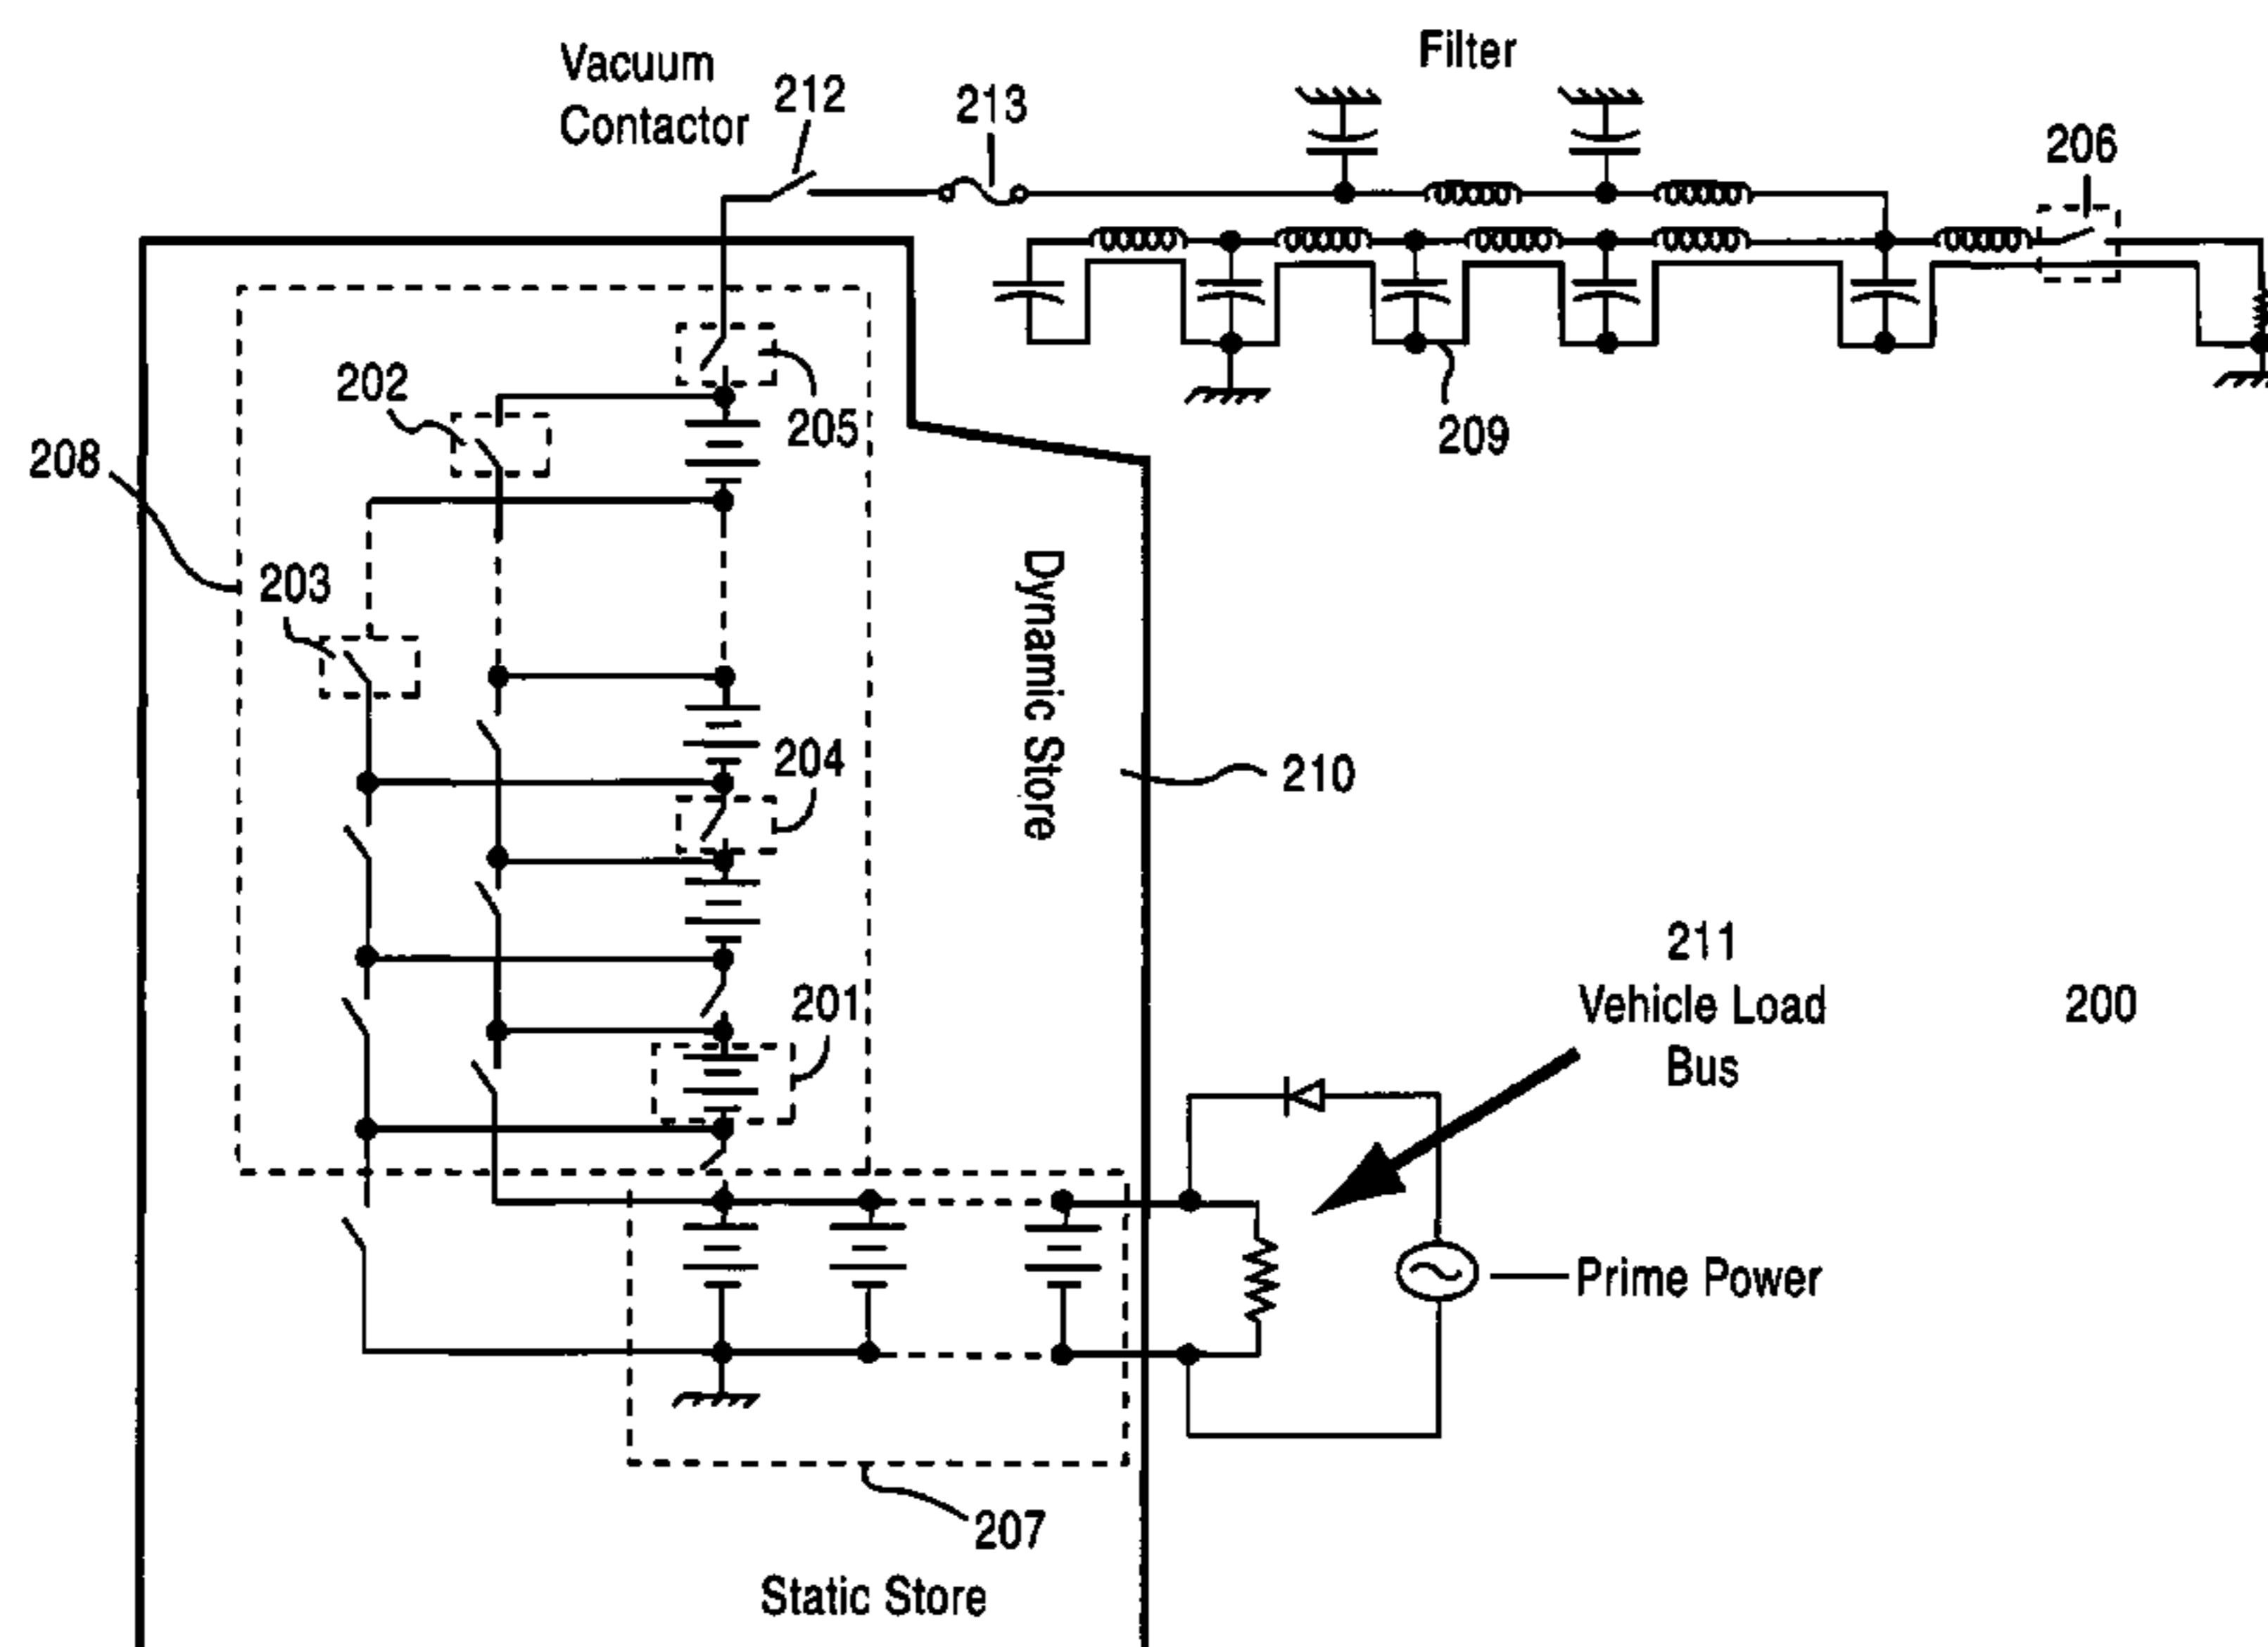 Vacuum
Contactor
212
213
Filter
206
202
205
209
208
203
Dynamic Store
204
210
201
211
Vehicle Load
Bus
200
Prime Power
207
Static Store